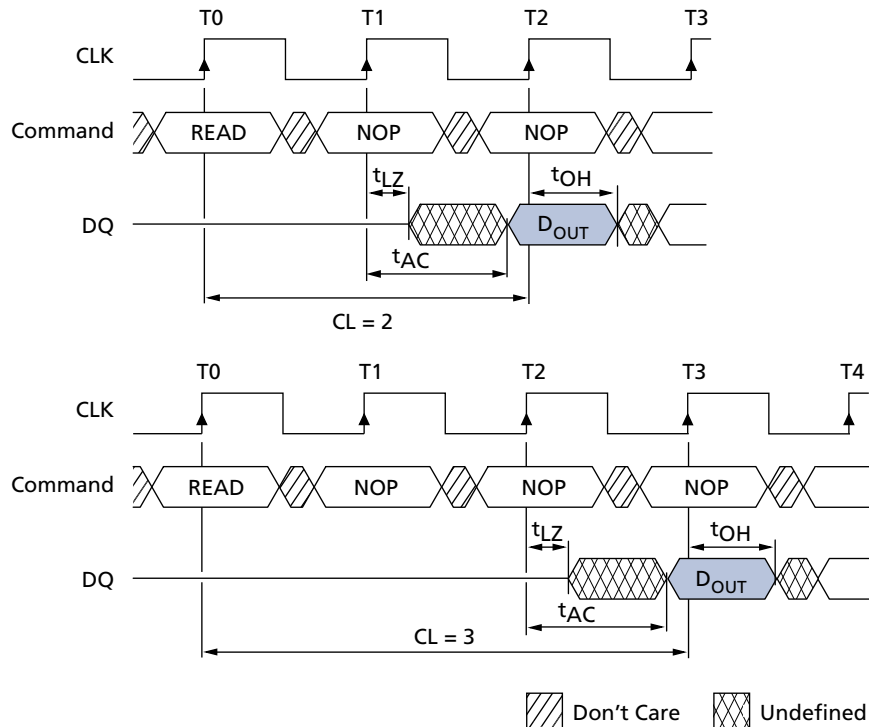 T0 T1 T2 T3
CLK
Command READ NOP NOP
tLZ tOH
DQ DOUT
tAC
CL = 2
T0 T1 T2 T3 T4
CLK
Command READ NOP NOP NOP
tLZ tOH
DQ DOUT
tAC
CL = 3
Don't Care Undefined